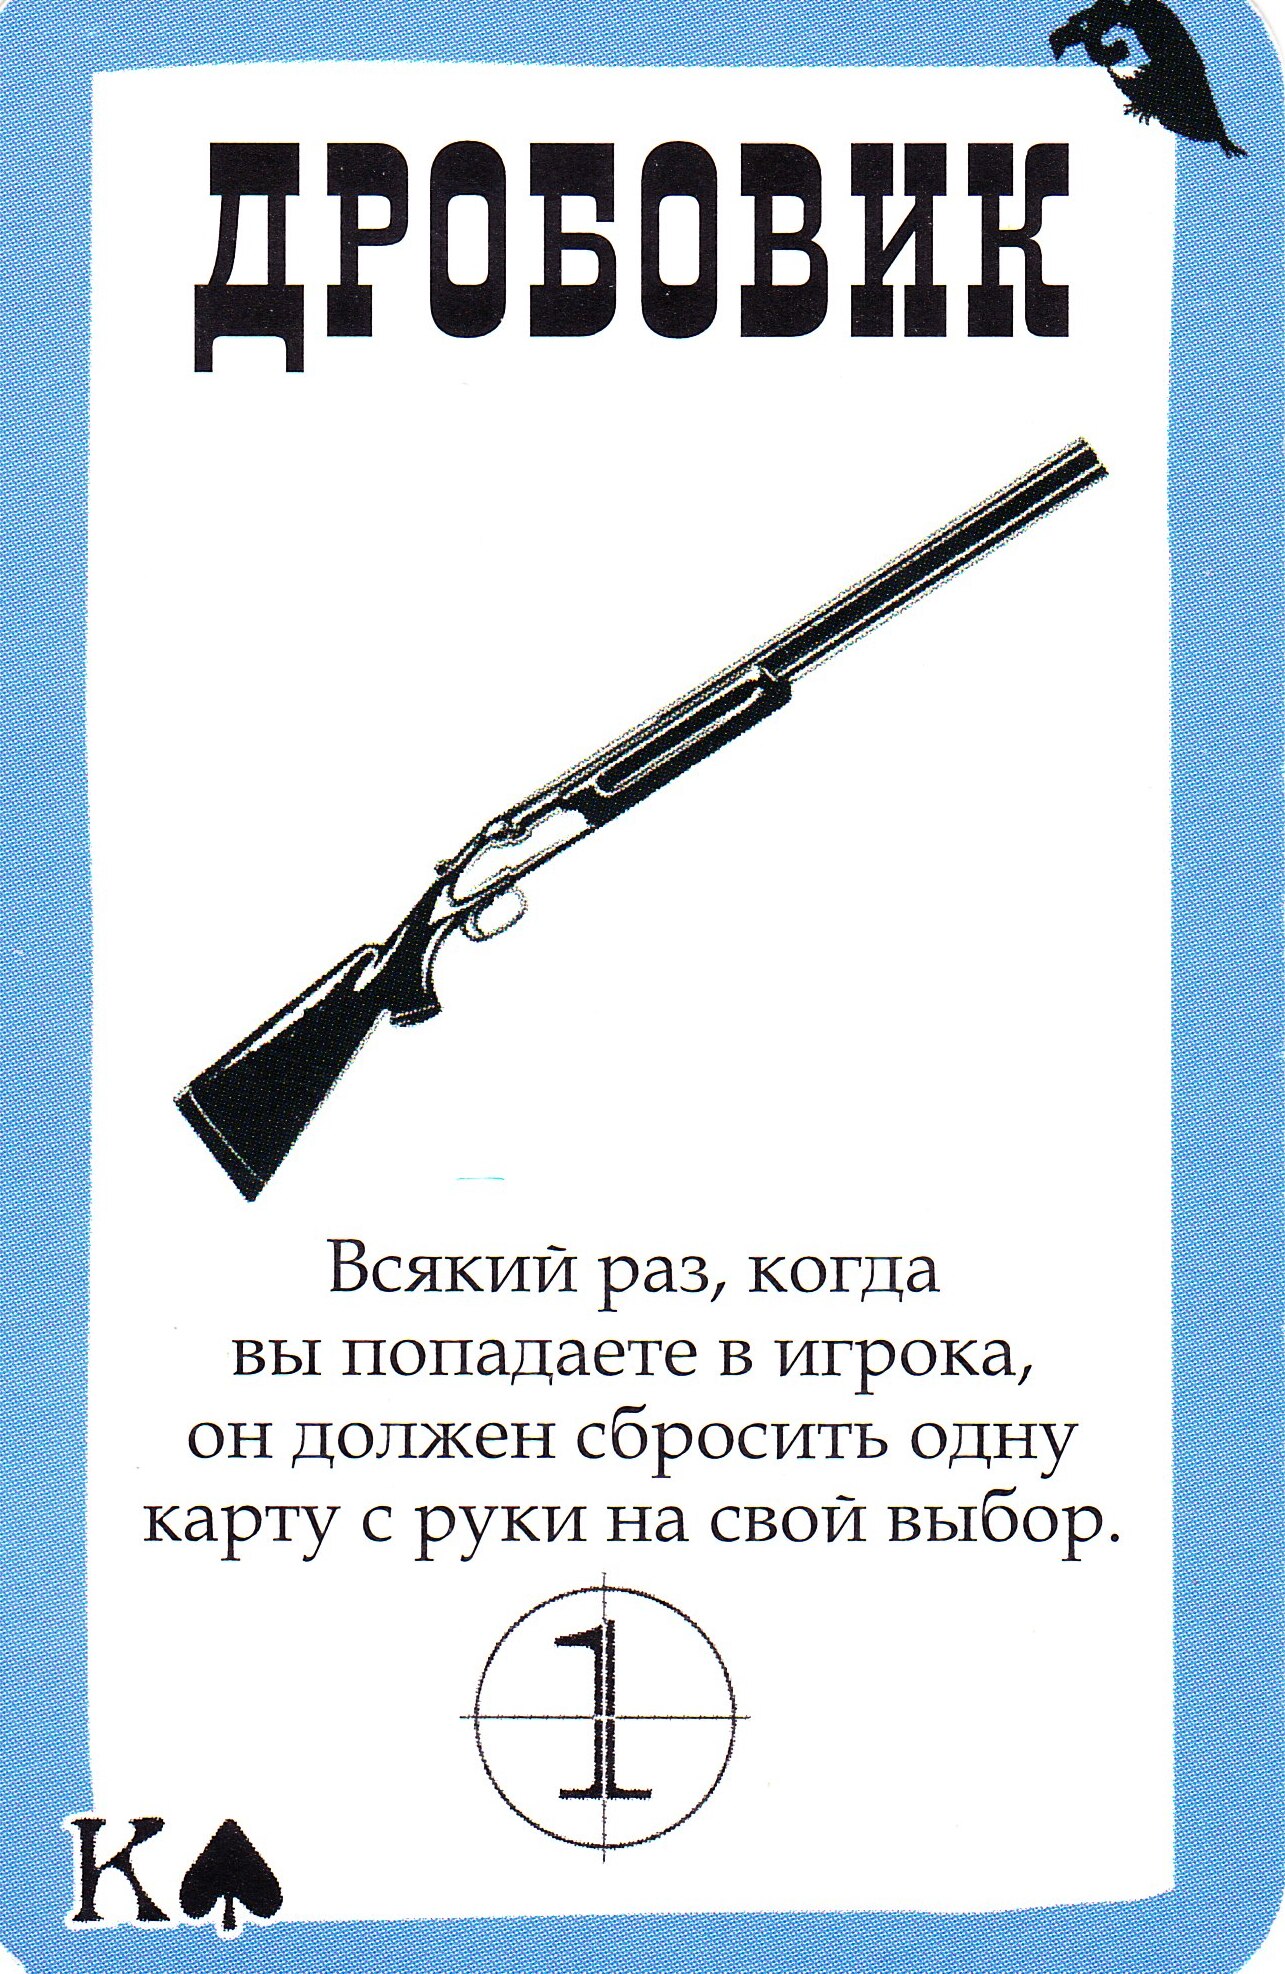 ДРОБОВИК
Всякий раз, когда
вы попадаете в игрока,
он должен сбросить одну
карту с руки на свой выбор.
1
К♠